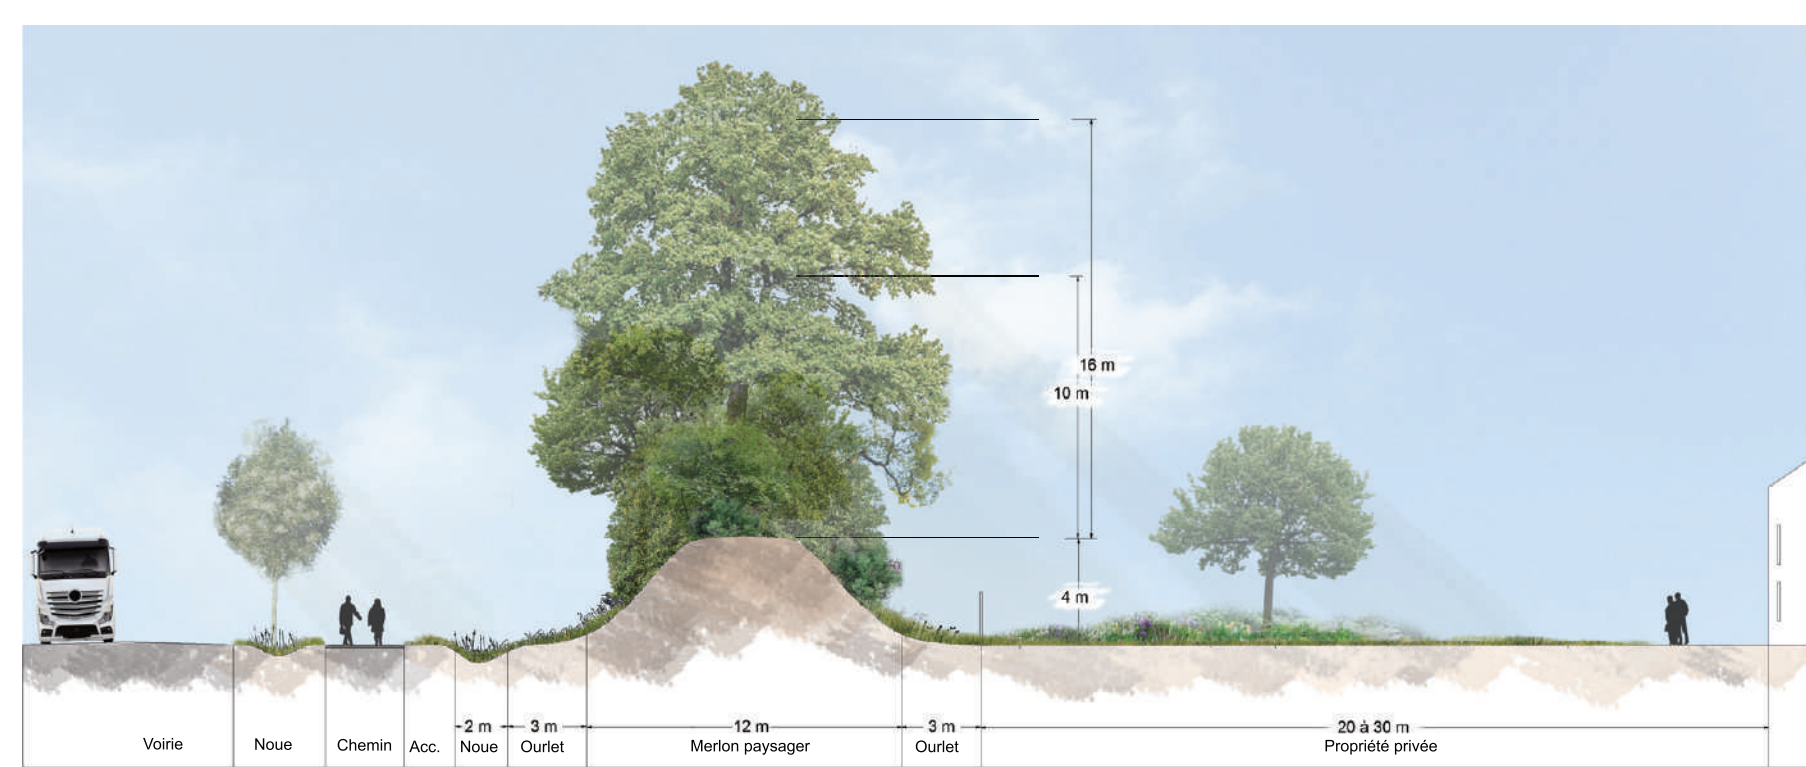 16 m
10 m
4 m
2 m
3 m
12 m
3 m
20 à 30 m
Voirie
Noue
Chemin
Acc.
Noue
Ourlet
Merlon paysager
Ourlet
Propriété privée